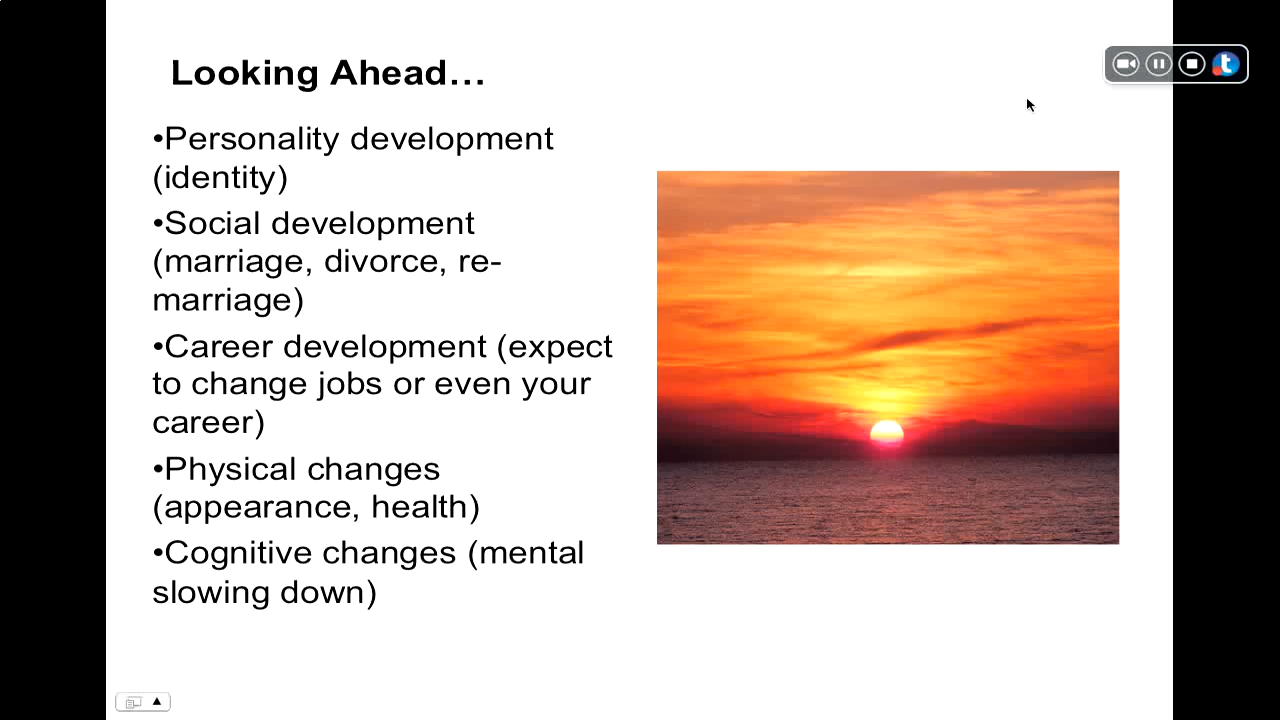 Looking Ahead…
•Personality development
(identity)
•Social development
(marriage, divorce, re-
marriage)
•Career development (expect
to change jobs or even your
career)
•Physical changes
(appearance, health)
•Cognitive changes (mental
slowing down)
t